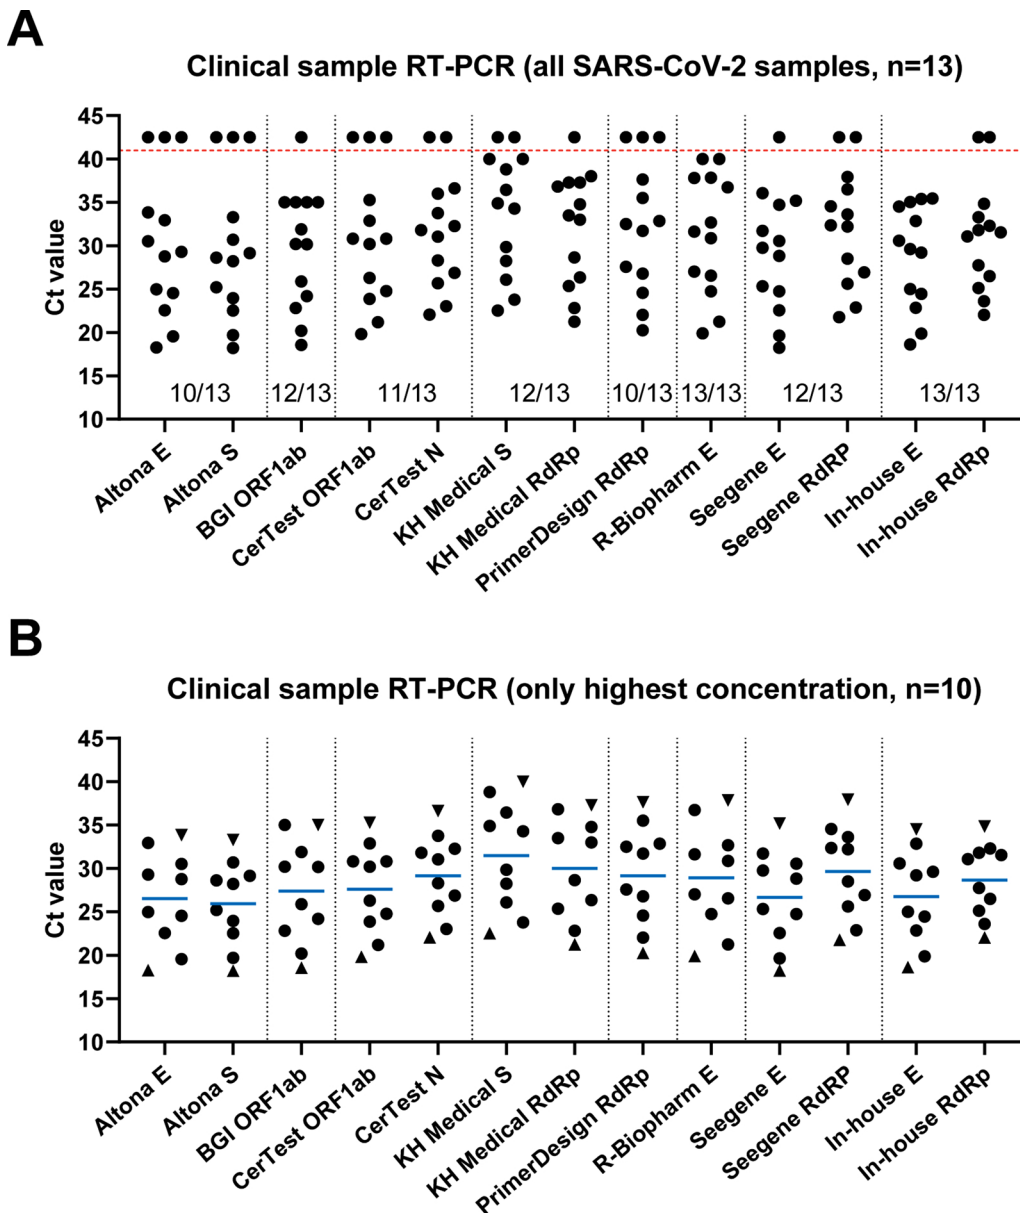 A
Clinical sample RT-PCR (all SARS-CoV-2 samples, n=13)
Ct value
45
40
35
30
25
20
15
10
10/13 12/13 11/13 12/13 10/13 13/13 12/13 13/13
Altona E
Altona S
BGI ORF1ab
CerTest ORF1ab
CerTest N
KH Medical S
KH Medical RdRp
PrimerDesign RdRp
R-Biopharm E
Seegene E
Seegene RdRP
In-house E
In-house RdRp
B
Clinical sample RT-PCR (only highest concentration, n=10)
Ct value
45
40
35
30
25
20
15
10
Altona E
Altona S
BGI ORF1ab
CerTest ORF1ab
CerTest N
KH Medical S
KH Medical RdRp
PrimerDesign RdRp
R-Biopharm E
Seegene E
Seegene RdRP
In-house E
In-house RdRp